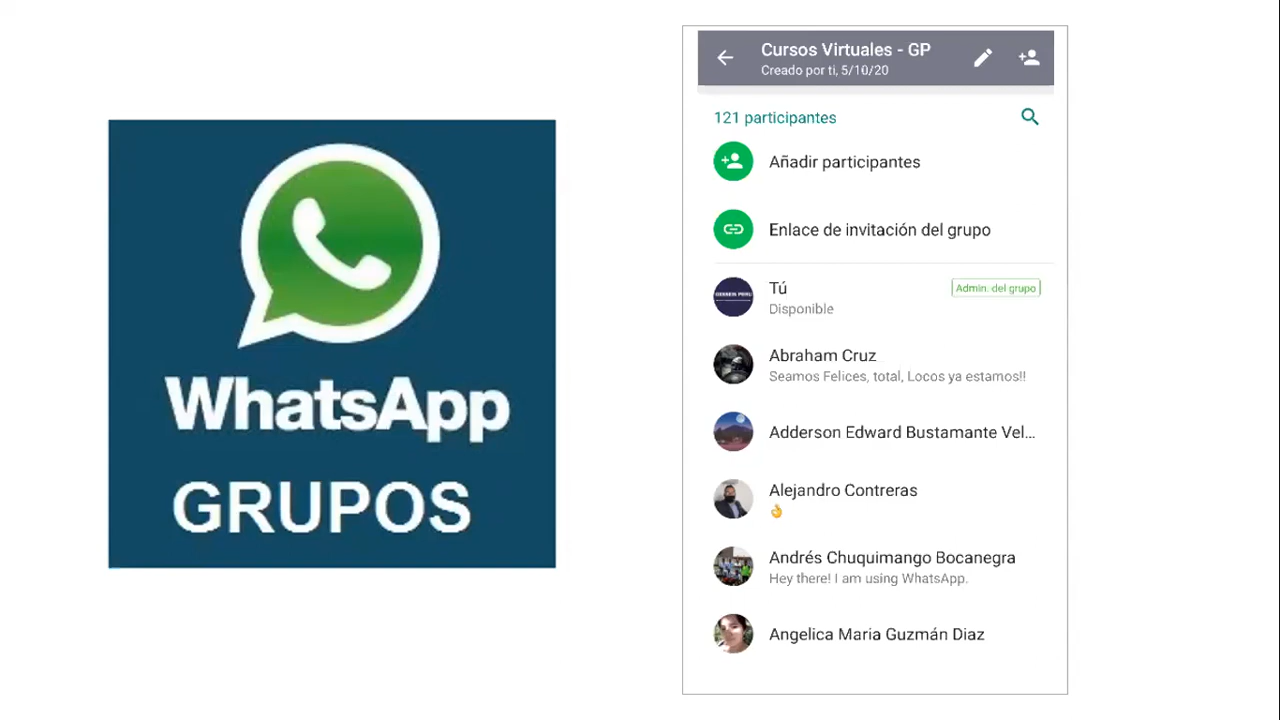 WhatsApp
GRUPOS
Cursos Virtuales - GP
Creado por ti, 5/10/20
121 participantes
Añadir participantes
Enlace de invitación del grupo
Tú
Admin. del grupo
Disponible
Abraham Cruz
Seamos Felices, total, Locos ya estamos!!
Adderson Edward Bustamante Vel...
Alejandro Contreras
👌
Andrés Chuquimango Bocanegra
Hey there! I am using WhatsApp.
Angelica Maria Guzmán Diaz